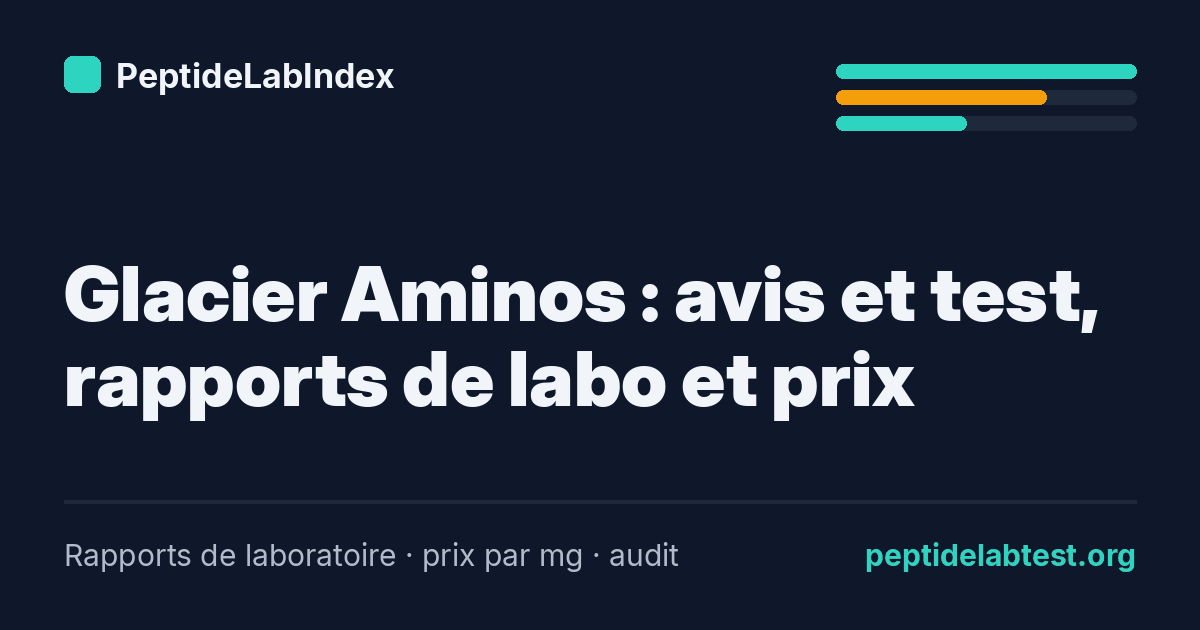 PeptideLabIndex
Glacier Aminos : avis et test,
rapports de labo et prix
Rapports de laboratoire · prix par mg · audit
peptidelabtest.org